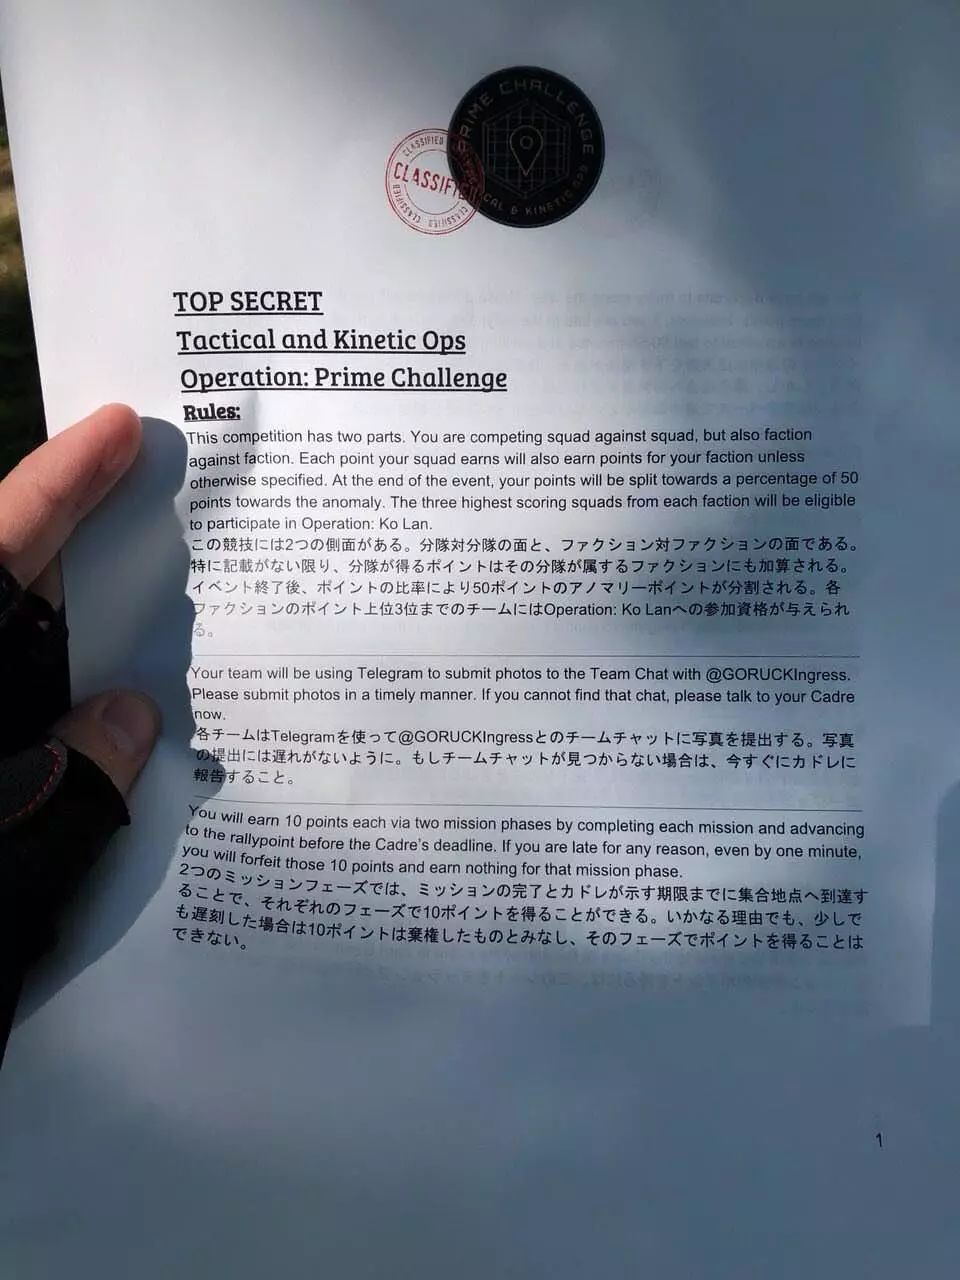 PRIME CHALLENGE
CAL & KINETIC OPS
CLASSIFIED
CLASSIFIED
CLASSIFIED
TOP SECRET
Tactical and Kinetic Ops
Operation: Prime Challenge
Rules:
This competition has two parts. You are competing squad against squad, but also faction
against faction. Each point your squad earns will also earn points for your faction unless
otherwise specified. At the end of the event, your points will be split towards a percentage of 50
points towards the anomaly. The three highest scoring squads from each faction will be eligible
to participate in Operation: Ko Lan.
この競技には2つの側面がある。分隊対分隊の面と、ファクション対ファクションの面である。
特に記載がない限り、分隊が得るポイントはその分隊が属するファクションにも加算される。
イベント終了後、ポイントの比率により50ポイントのアノマリーポイントが分割される。各
ファクションのポイント上位3位までのチームにはOperation: Ko Lanへの参加資格が与えられ
る。
Your team will be using Telegram to submit photos to the Team Chat with @GORUCKIngress.
Please submit photos in a timely manner. If you cannot find that chat, please talk to your Cadre
now.
各チームはTelegramを使って@GORUCKIngressとのチームチャットに写真を提出する。写真
の提出には遅れがないように。もしチームチャットが見つからない場合は、今すぐにカドレに
報告すること。
You will earn 10 points each via two mission phases by completing each mission and advancing
to the rallypoint before the Cadre's deadline. If you are late for any reason, even by one minute,
you will forfeit those 10 points and earn nothing for that mission phase.
2つのミッションフェーズでは、ミッションの完了とカドレが示す期限までに集合地点へ到達す
ることで、それぞれのフェーズで10ポイントを得ることができる。いかなる理由でも、少しで
も遅刻した場合は10ポイントは棄権したものとみなし、そのフェーズでポイントを得ることは
できない。
1